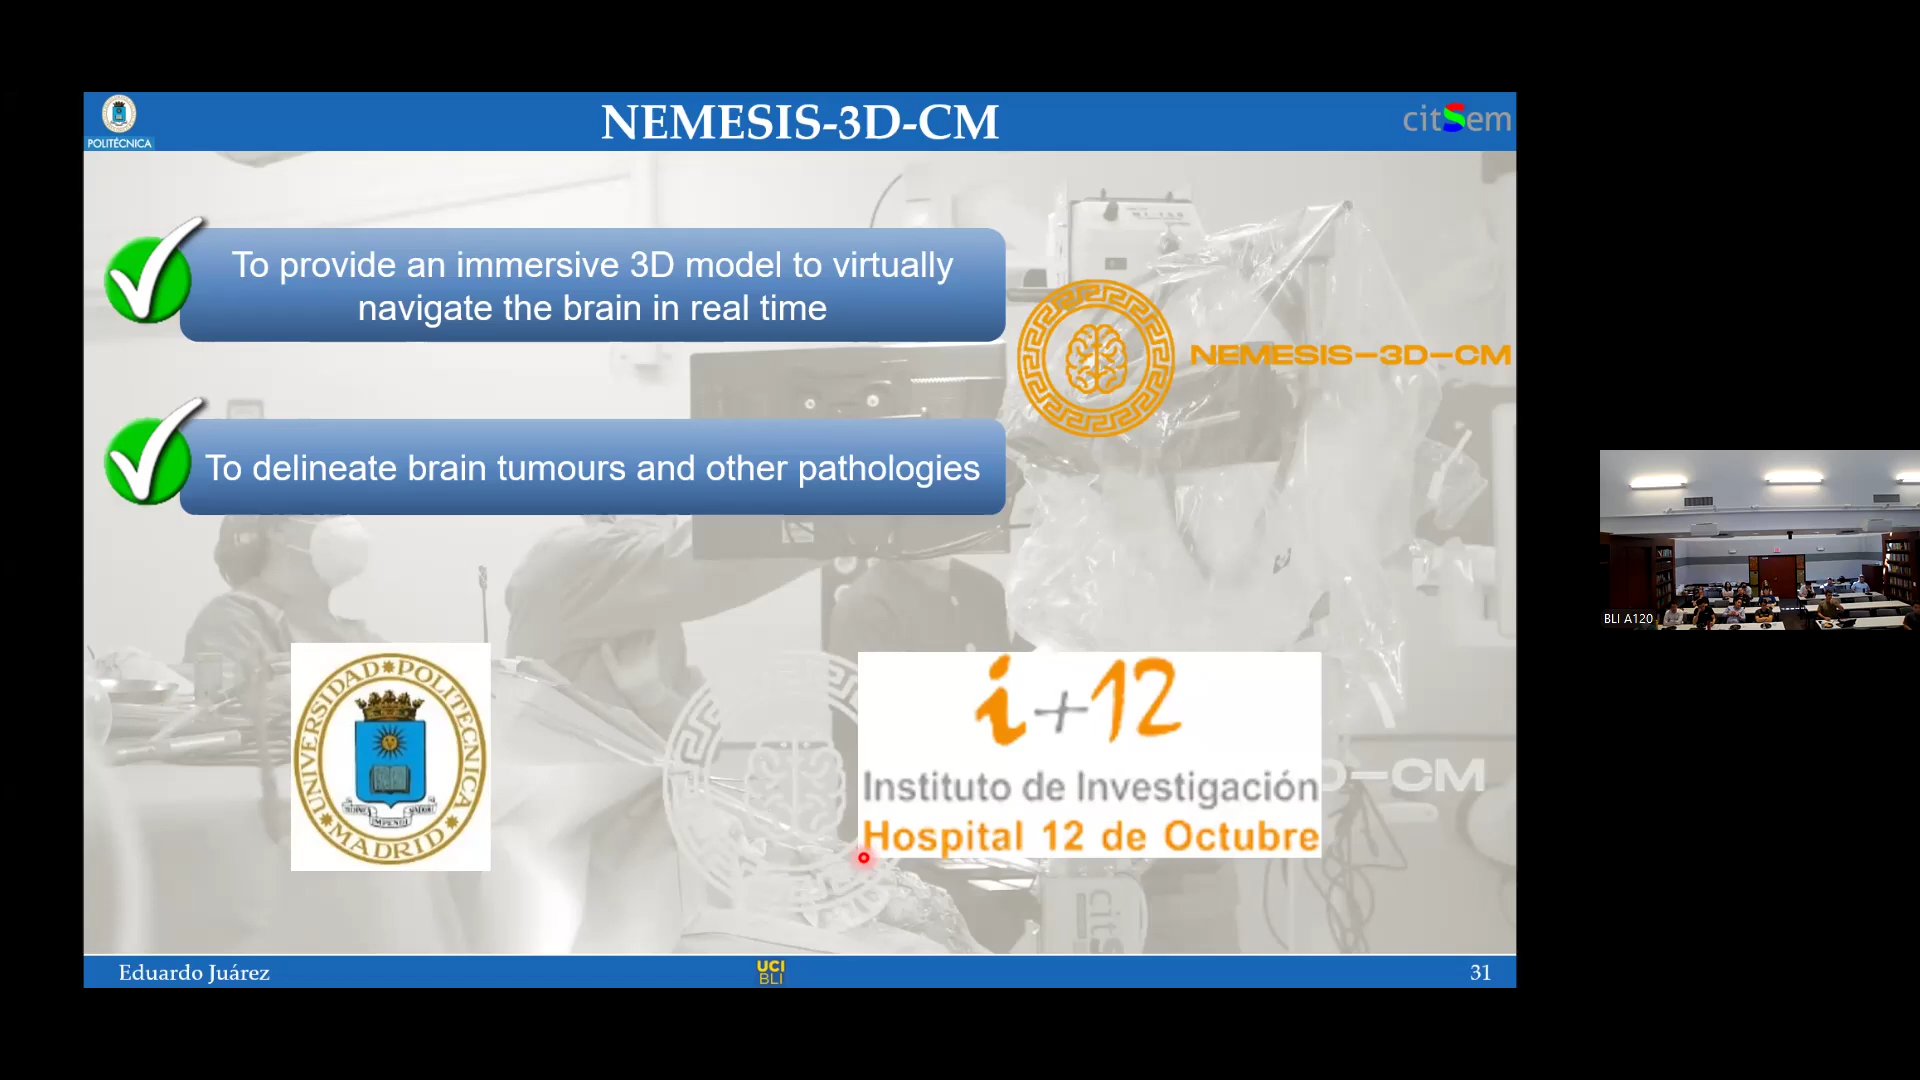 POLITÉCNICA
NEMESIS-3D-CM
citSem
To provide an immersive 3D model to virtually
navigate the brain in real time
NEMESIS-3D-CM
To delineate brain tumours and other pathologies
UNIVERSIDAD POLITECNICA
MADRID
i+12
Instituto de Investigación
Hospital 12 de Octubre
D-CM
citS
Eduardo Juárez
UCI
BLI
31
BLI A120